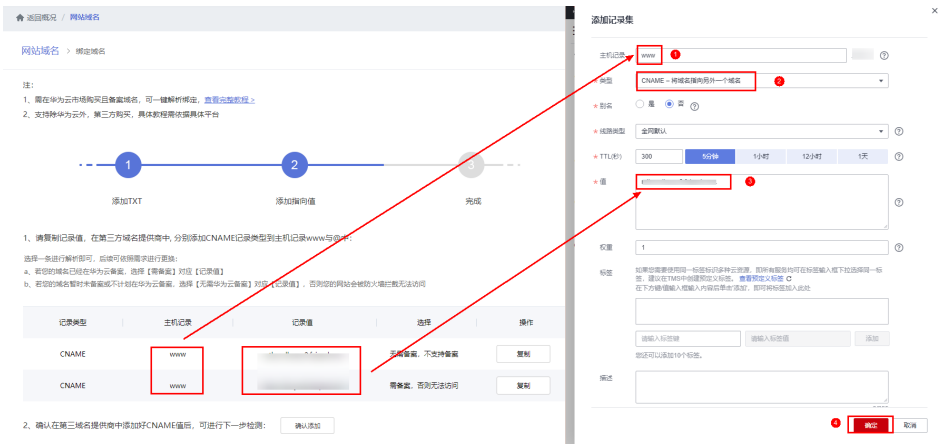 返回概况 / 网站域名
网站域名 > 绑定域名
注:
1、需在华为云市场购买且备案域名,可一键解析绑定,查看完整教程 >
2、支持除华为云外,第三方购买,具体教程需依据具体平台
1
2
3
添加TXT
添加指向值
完成
1、请复制记录值,在第三方域名提供商中, 分别添加CNAME记录类型到主机记录www与@中:
选择一条进行解析即可,后续可依照需求进行更换:
a、若您的域名已经在华为云备案,选择【需备案】对应【记录值】
b、若您的域名暂时未备案或不计划在华为云备案,选择【无需华为云备案】对应【记录值】,否则您的网站会被防火墙拦截无法访问
记录类型 主机记录 记录值 选择 操作
CNAME www 无需备案,不支持备案 复制
CNAME www 需备案,否则无法访问 复制
2、确认在第三域名提供商中添加好CNAME值后,可进行下一步检测: 确认添加
添加记录集
主机记录 www 1
* 类型 CNAME – 将域名指向另外一个域名 2
* 别名 是 否
* 线路类型 全网默认
* TTL(秒) 300 5分钟 1小时 12小时 1天
* 值 3
权重 1
标签 如果您需要使用同一标签标识多种云资源,即所有服务均可在标签输入框下拉选择同一标
签,建议在TMS中创建预定义标签。 查看预定义标签
在下方键/值输入框输入内容后单击'添加',即可将标签加入此处
请输入标签键 请输入标签值 添加
您还可以添加10个标签。
描述
4 确定 取消